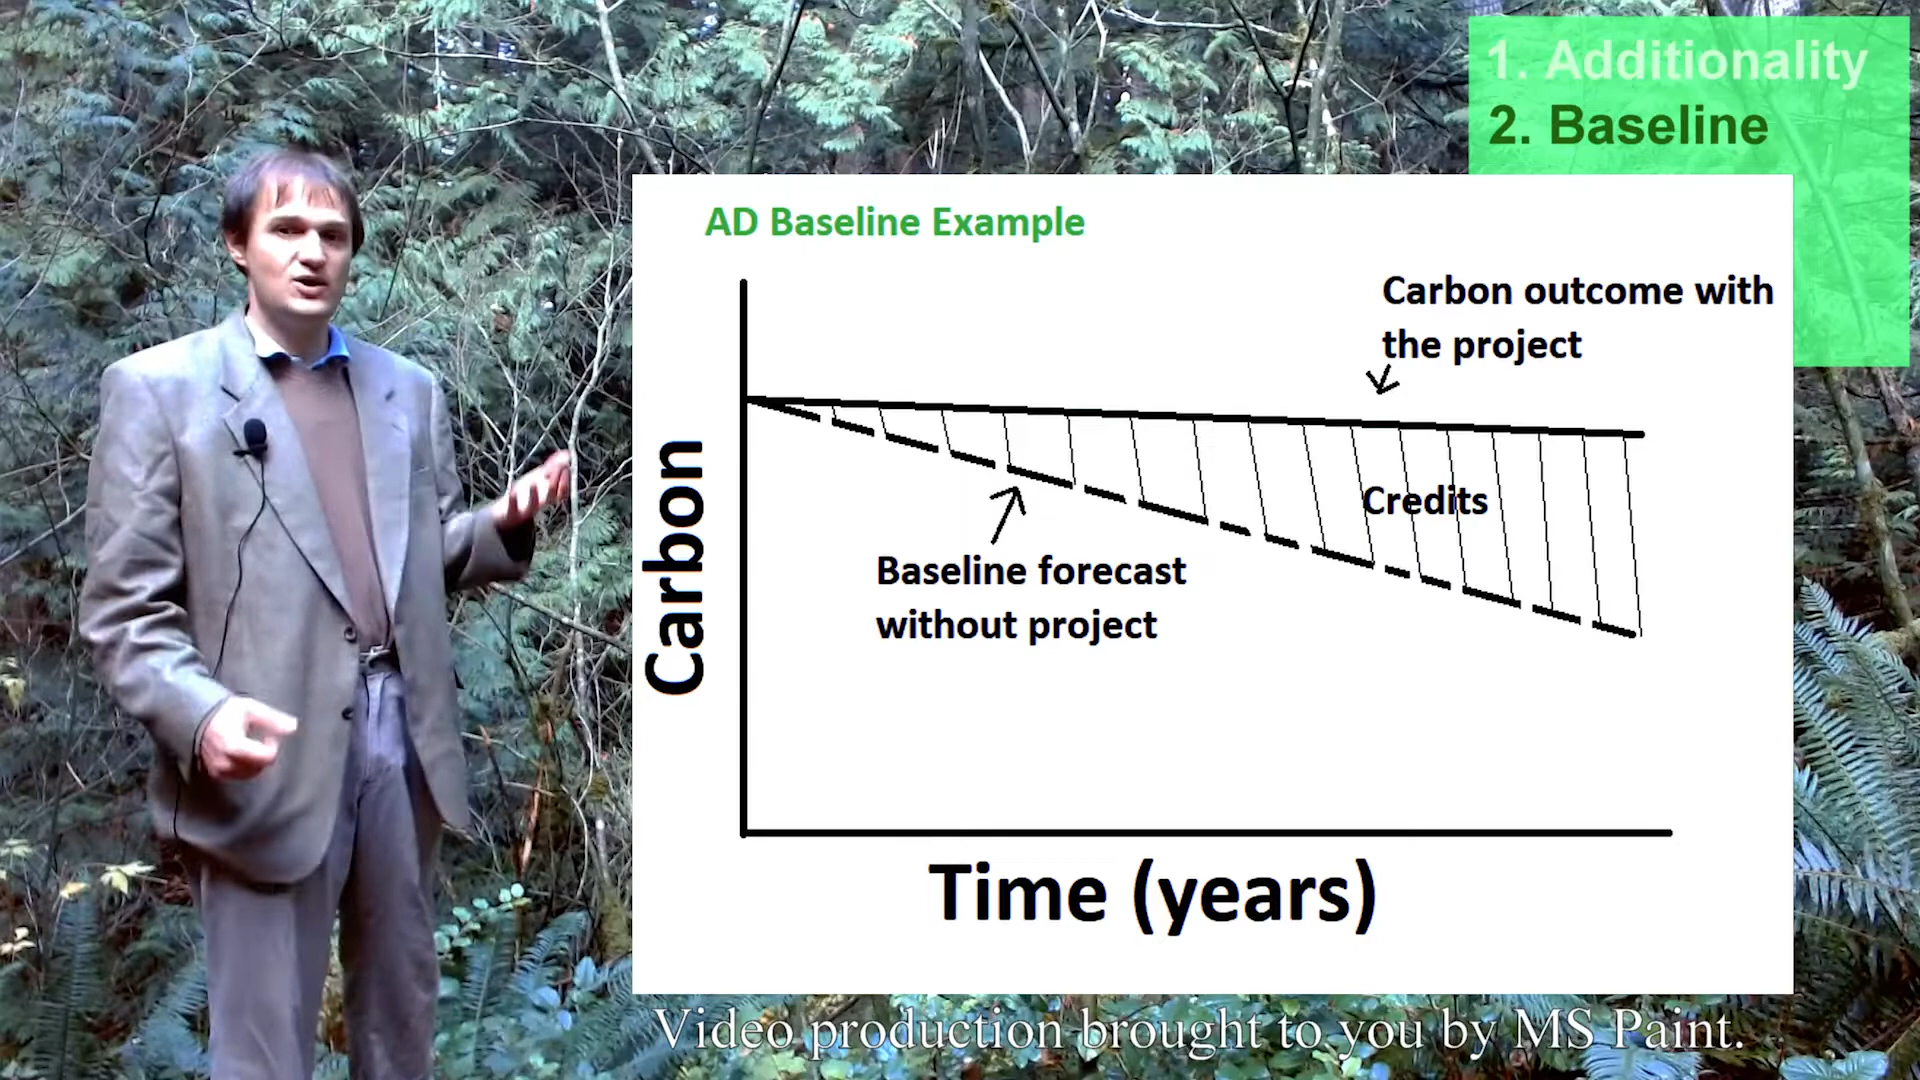 1. Additionality
2. Baseline
AD Baseline Example
Carbon outcome with
the project
Credits
Baseline forecast
without project
Carbon
Time (years)
Video production brought to you by MS Paint.